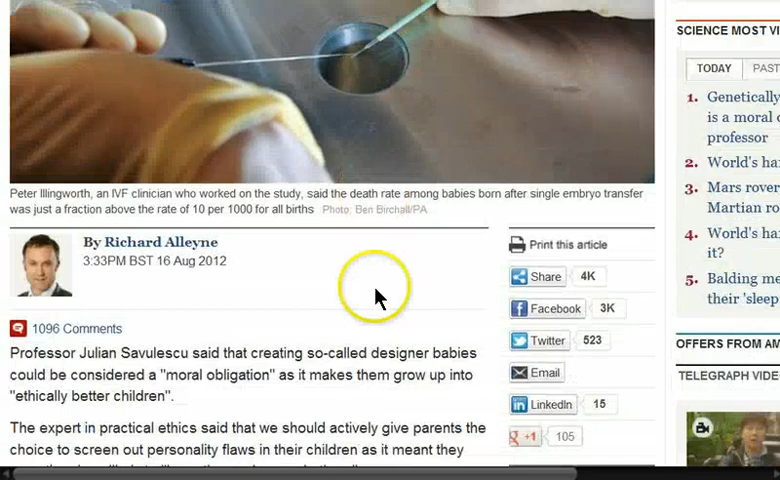 Peter Illingworth, an IVF clinician who worked on the study, said the death rate among babies born after single embryo transfer
was just a fraction above the rate of 10 per 1000 for all births Photo: Ben Birchall/PA
By Richard Alleyne
3:33PM BST 16 Aug 2012
1096 Comments
Professor Julian Savulescu said that creating so-called designer babies
could be considered a "moral obligation" as it makes them grow up into
"ethically better children".
The expert in practical ethics said that we should actively give parents the
choice to screen out personality flaws in their children as it meant they
Print this article
Share 4K
Facebook 3K
Twitter 523
Email
LinkedIn 15
+1 105
SCIENCE MOST VI
TODAY PAST
1. Genetically
is a moral o
professor
2. World's ha
3. Mars rover
Martian ro
4. World's ha
it?
5. Balding me
their 'sleep
OFFERS FROM AM
TELEGRAPH VIDE